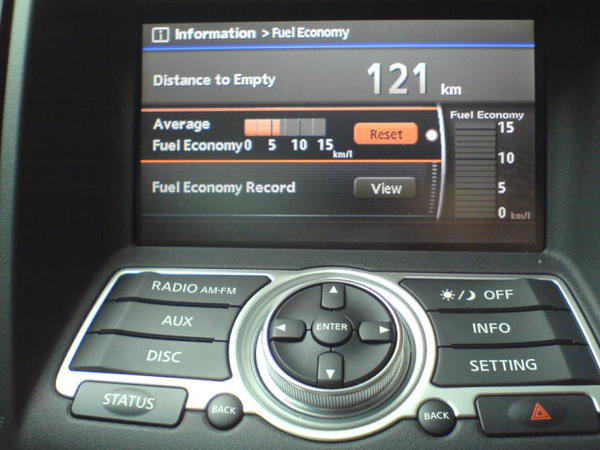 i Information > Fuel Economy
Distance to Empty 121 km
Average
Fuel Economy 0 5 10 15 km/l
Reset
Fuel Economy
15
10
5
0 km/l
Fuel Economy Record View
RADIO AM·FM
AUX
DISC
STATUS
BACK
ENTER
/ OFF
INFO
SETTING
BACK